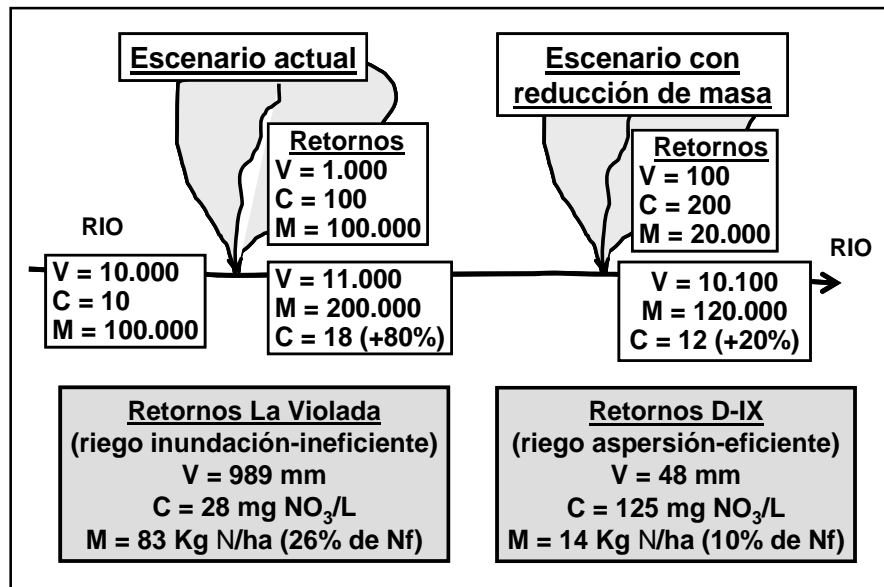 Escenario actual
Retornos
V = 1.000
C = 100
M = 100.000
RIO
V = 10.000
C = 10
M = 100.000
V = 11.000
M = 200.000
C = 18 (+80%)
Escenario con
reducción de masa
Retornos
V = 100
C = 200
M = 20.000
RIO
V = 10.100
M = 120.000
C = 12 (+20%)
Retornos La Violada
(riego inundación-ineficiente)
V = 989 mm
C = 28 mg NO₃/L
M = 83 Kg N/ha (26% de Nf)
Retornos D-IX
(riego aspersión-eficiente)
V = 48 mm
C = 125 mg NO₃/L
M = 14 Kg N/ha (10% de Nf)